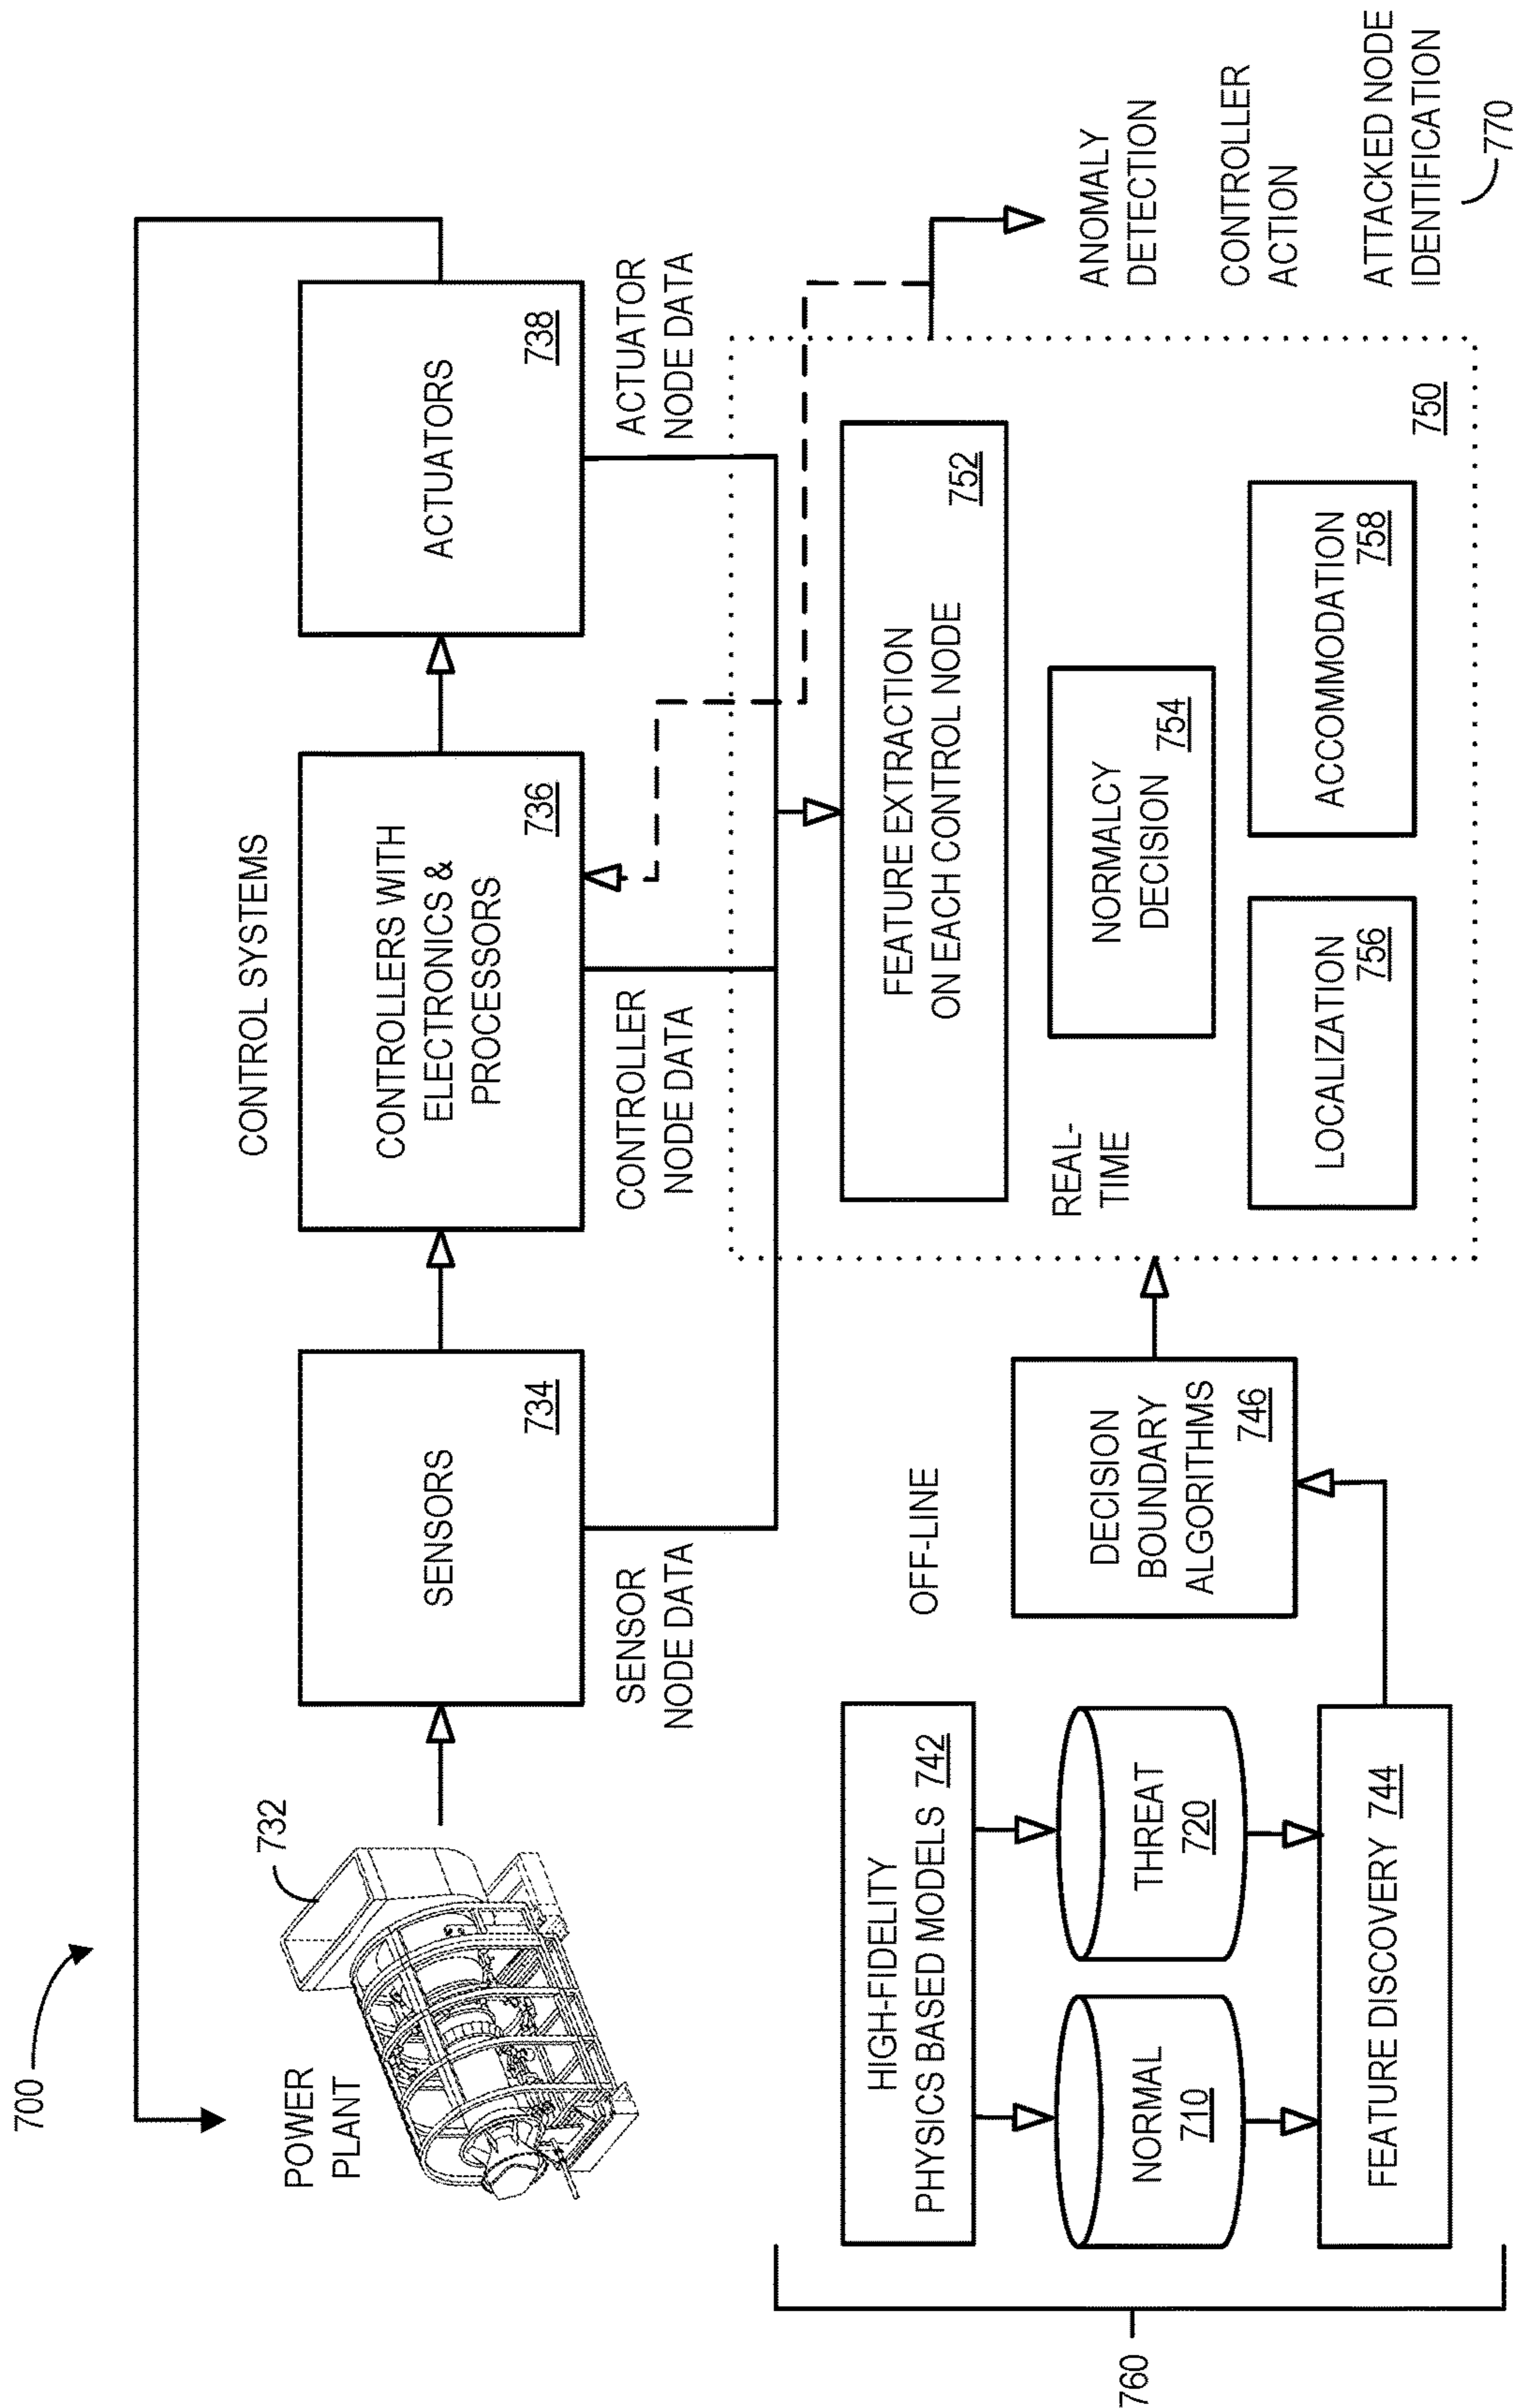 700
POWER
PLANT
732
CONTROL SYSTEMS
SENSORS
734
CONTROLLERS WITH
ELECTRONICS &
PROCESSORS
736
ACTUATORS
738
SENSOR
NODE DATA
CONTROLLER
NODE DATA
ACTUATOR
NODE DATA
760
HIGH-FIDELITY
PHYSICS BASED MODELS 742
NORMAL
710
THREAT
720
FEATURE DISCOVERY 744
OFF-LINE
DECISION
BOUNDARY
ALGORITHMS
746
FEATURE EXTRACTION
ON EACH CONTROL NODE
752
REAL-
TIME
NORMALCY
DECISION
754
LOCALIZATION
756
ACCOMMODATION
758
750
ANOMALY
DETECTION
CONTROLLER
ACTION
ATTACKED NODE
IDENTIFICATION
770